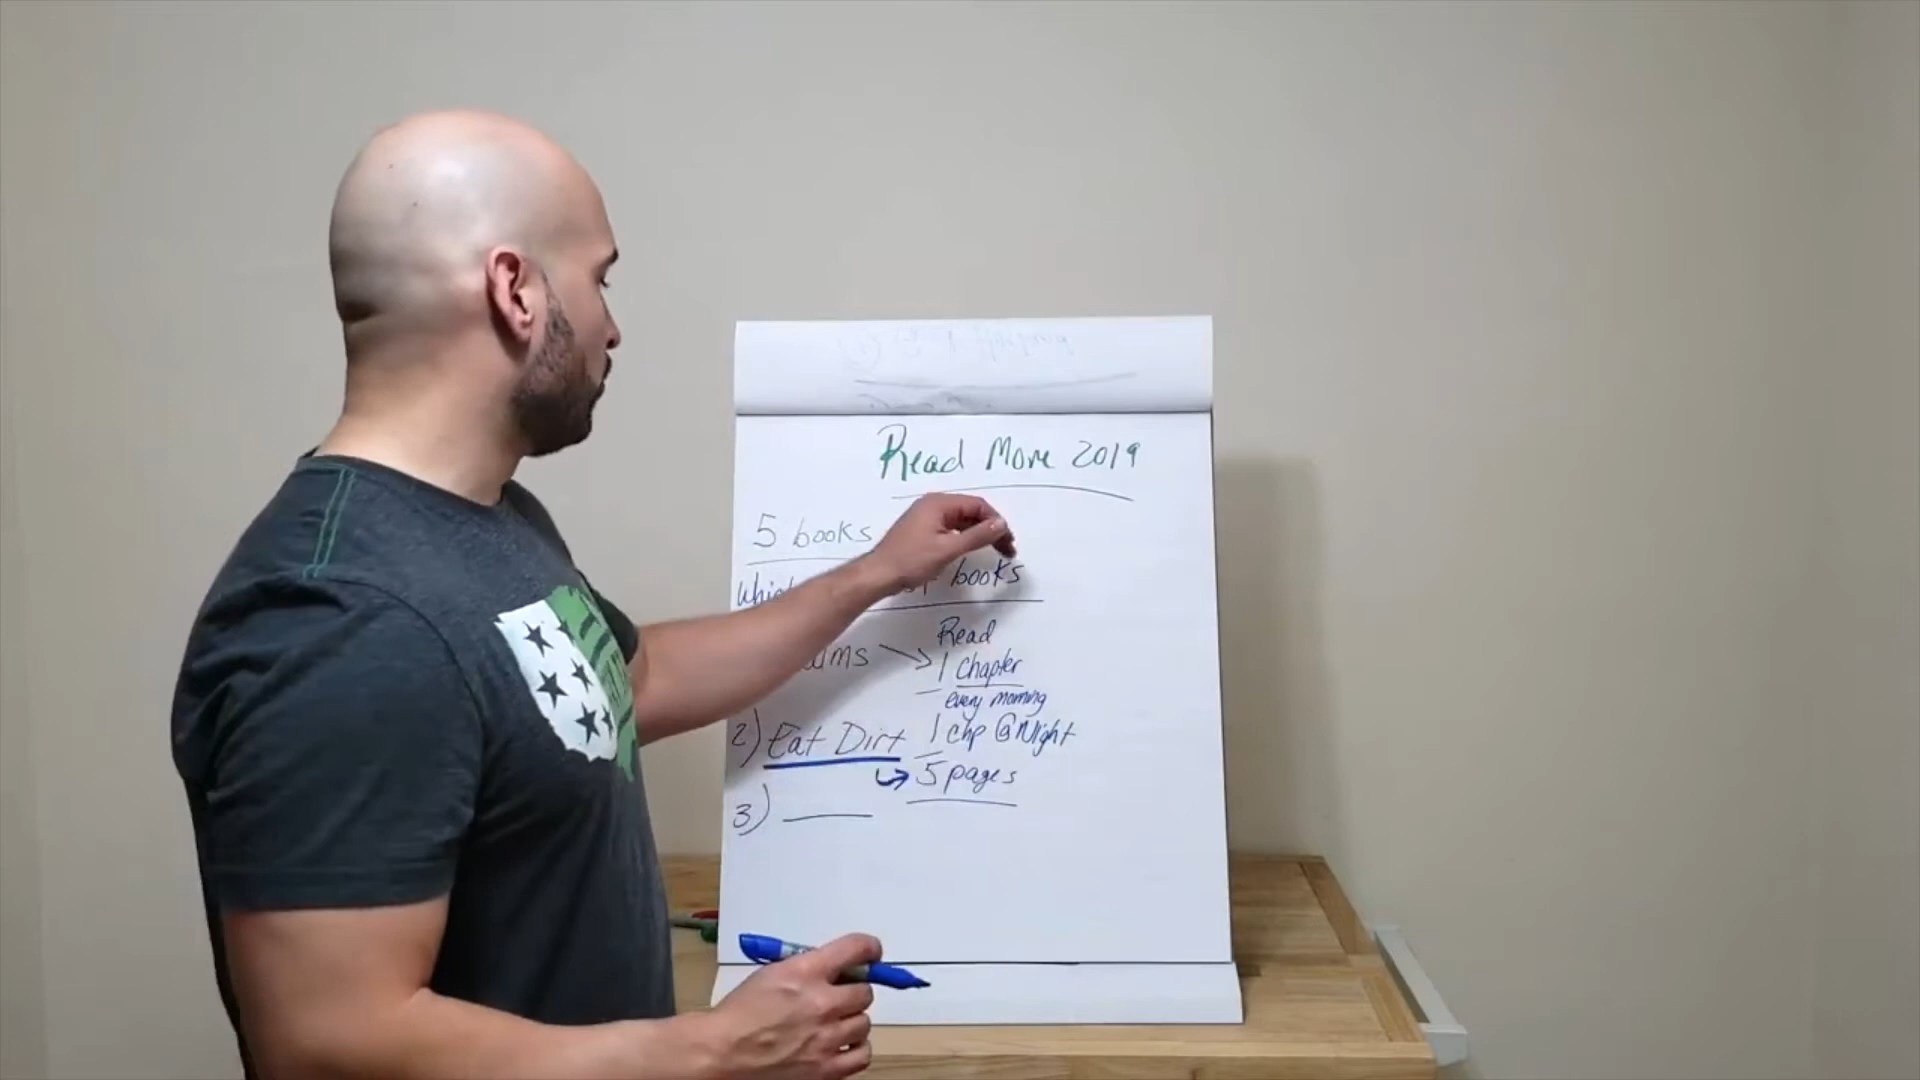 Read More 2019
5 books
books
Read
1 chapter
every morning
2) Eat Dirt
1 chp @ Night
5 pages
3)